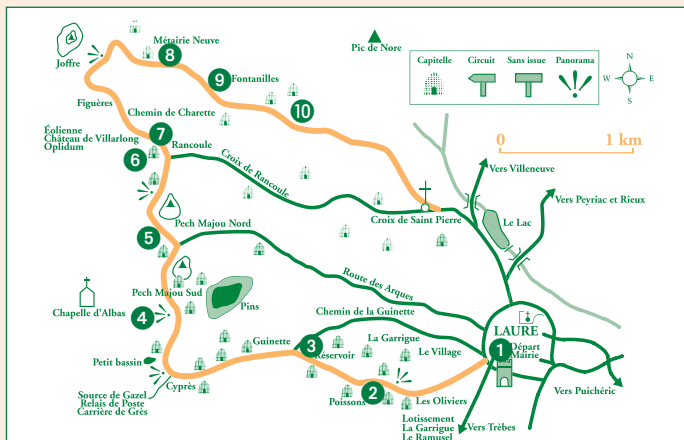 Joffre
Métairie Neuve
8
9
Fontanilles
10
Pic de Nore
Capitelle
Circuit
Sans issue
Panorama
N
W
E
S
0
1 km
Figuères
Chemin de Charette
Éolienne
Château de Villarlong
Oplidum
7
6
Rancoule
Croix de Rancoule
Croix de Saint Pierre
Vers Villeneuve
Vers Peyriac et Rieux
Le Lac
Pech Majou Nord
5
Pech Majou Sud
Pins
Chapelle d'Albas
4
Route des Arques
Chemin de la Guinette
Guinette
La Garrigue
Le Village
LAURE
1
Départ
Mairie
3
Réservoir
Petit bassin
Cyprès
Source de Gazel
Relais de Poste
Carrière de Grès
Poissons
2
Les Oliviers
Lotissement
La Garrigue
Le Ramusel
Vers Trèbes
Vers Puichéric